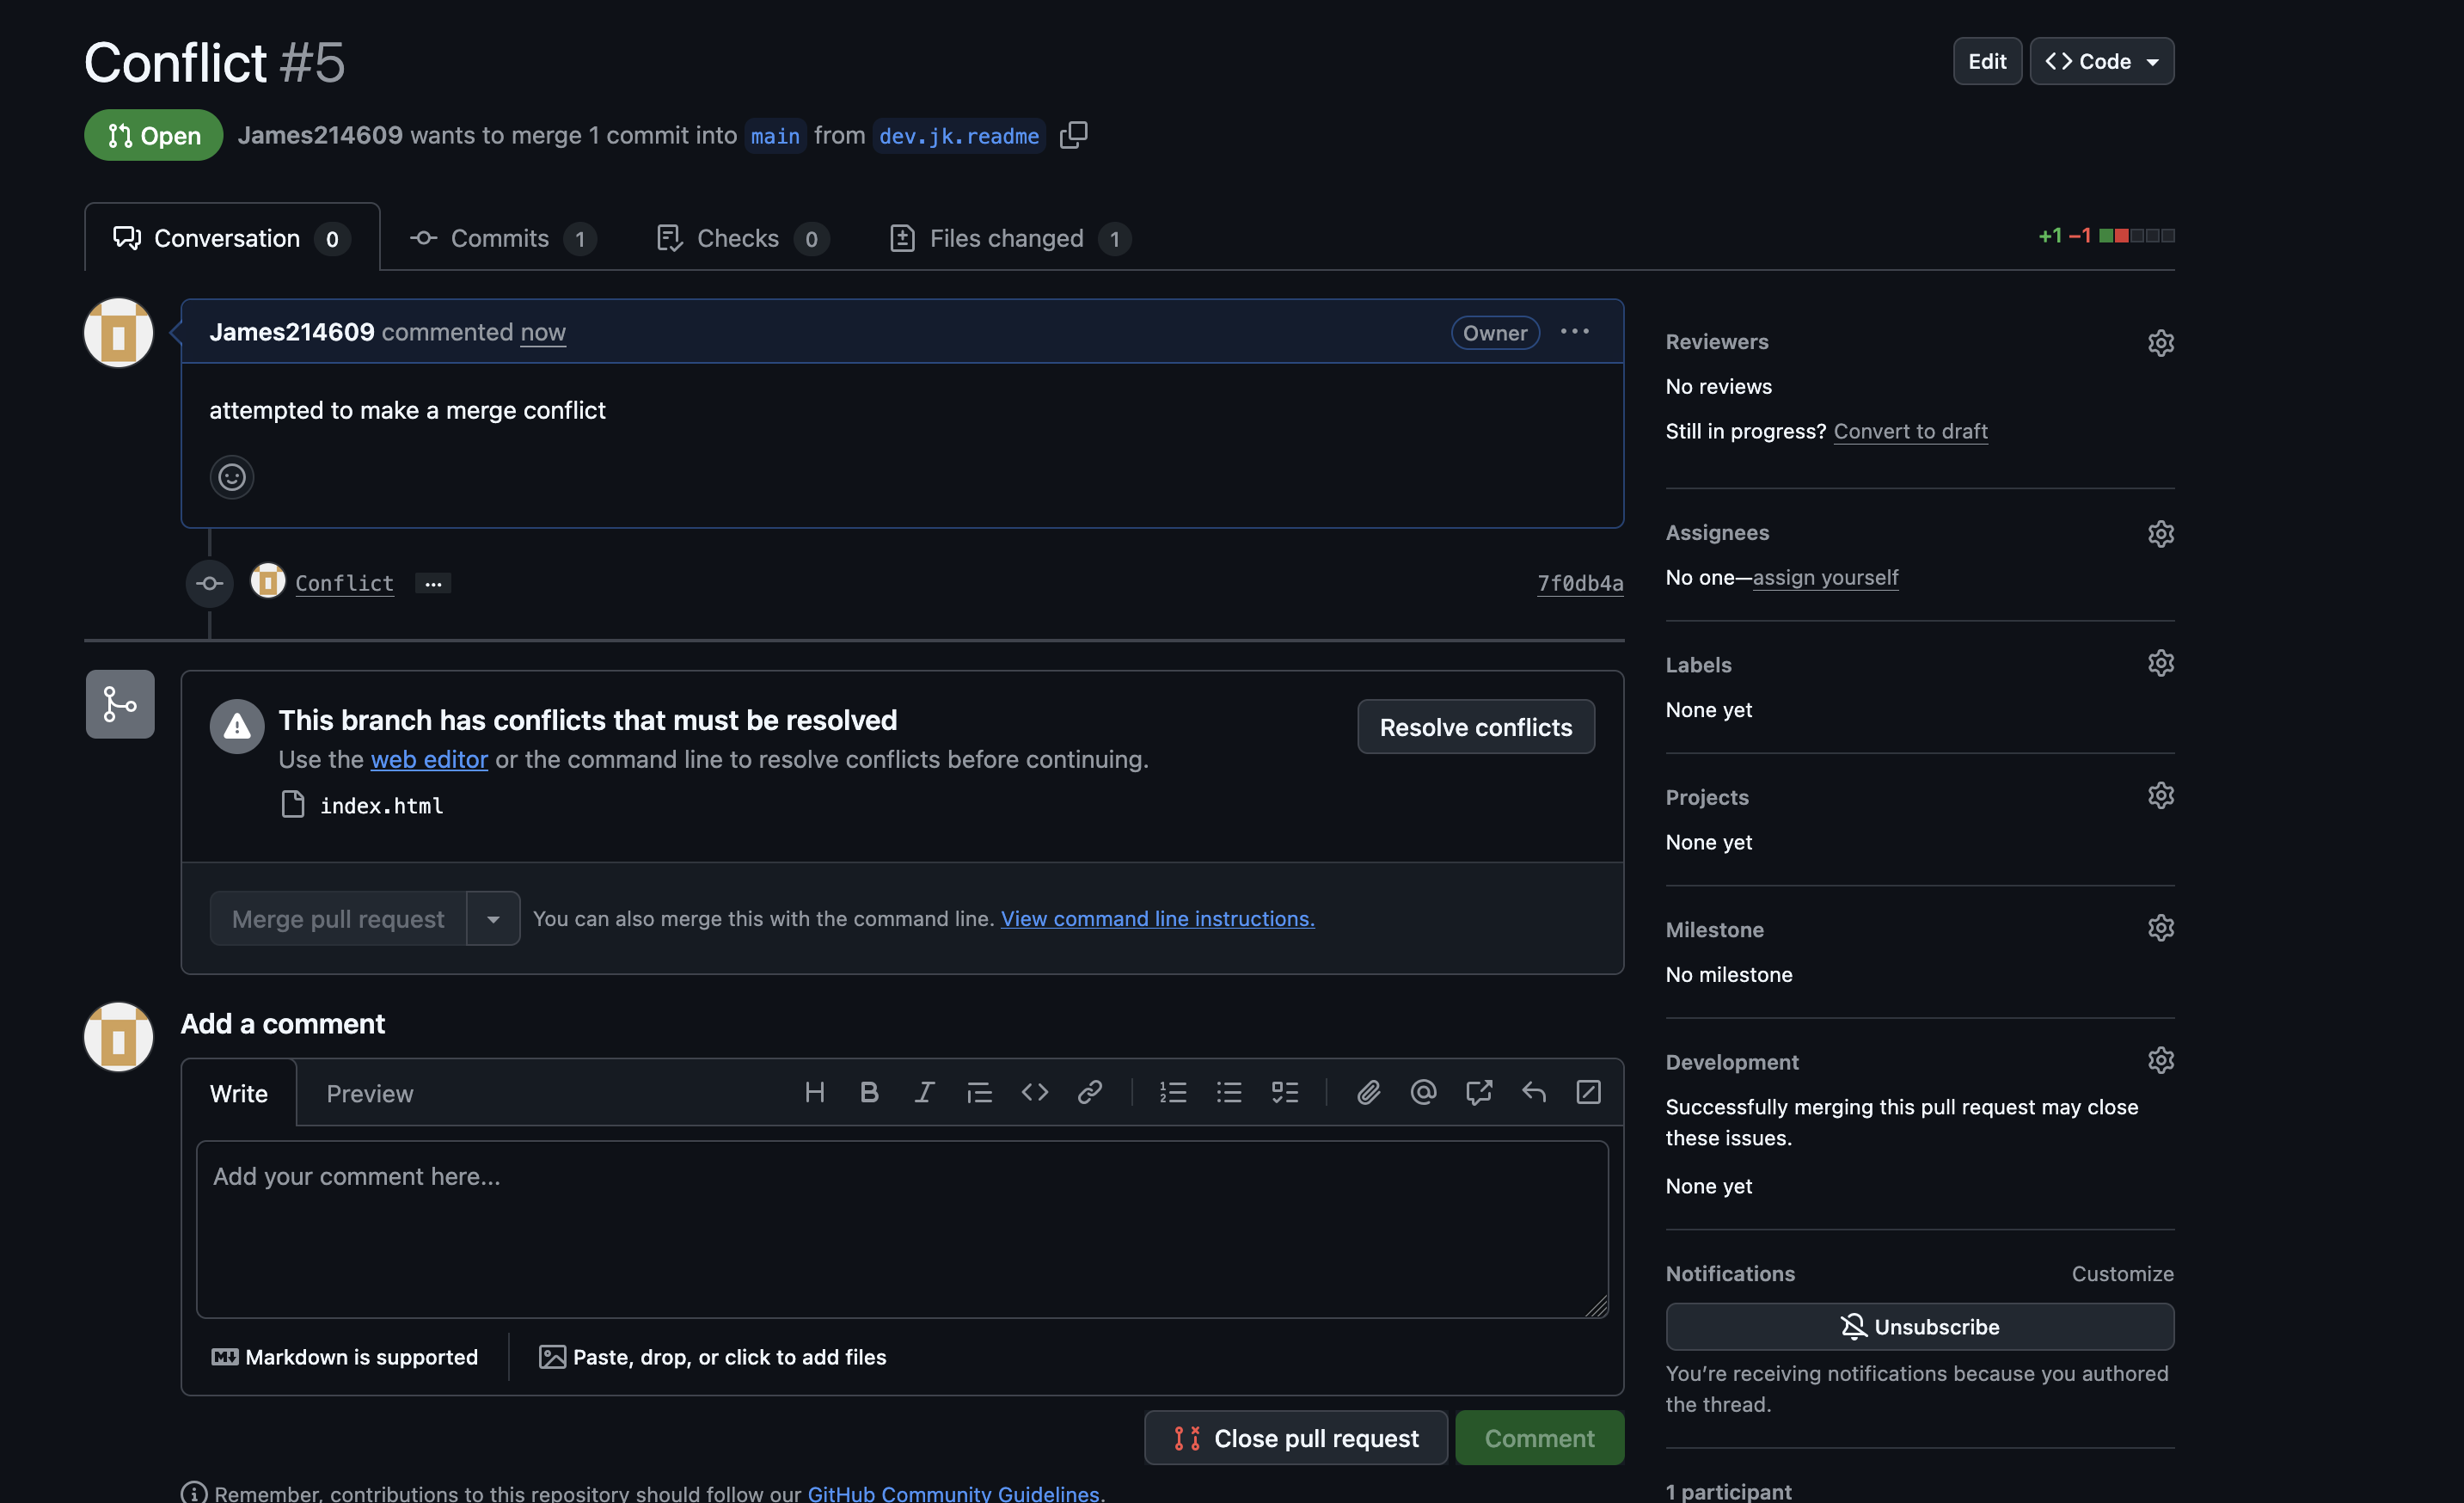 Conflict #5
Edit
Code
Open
James214609 wants to merge 1 commit into main from dev.jk.readme
Conversation 0
Commits 1
Checks 0
Files changed 1
+1 −1
James214609 commented now
Owner
attempted to make a merge conflict
Conflict
7f0db4a
This branch has conflicts that must be resolved
Use the web editor or the command line to resolve conflicts before continuing.
index.html
Resolve conflicts
Merge pull request
You can also merge this with the command line. View command line instructions.
Add a comment
Write
Preview
Add your comment here...
Markdown is supported
Paste, drop, or click to add files
Close pull request
Comment
Remember, contributions to this repository should follow our GitHub Community Guidelines.
Reviewers
No reviews
Still in progress? Convert to draft
Assignees
No one—assign yourself
Labels
None yet
Projects
None yet
Milestone
No milestone
Development
Successfully merging this pull request may close
these issues.
None yet
Notifications
Customize
Unsubscribe
You’re receiving notifications because you authored
the thread.
1 participant